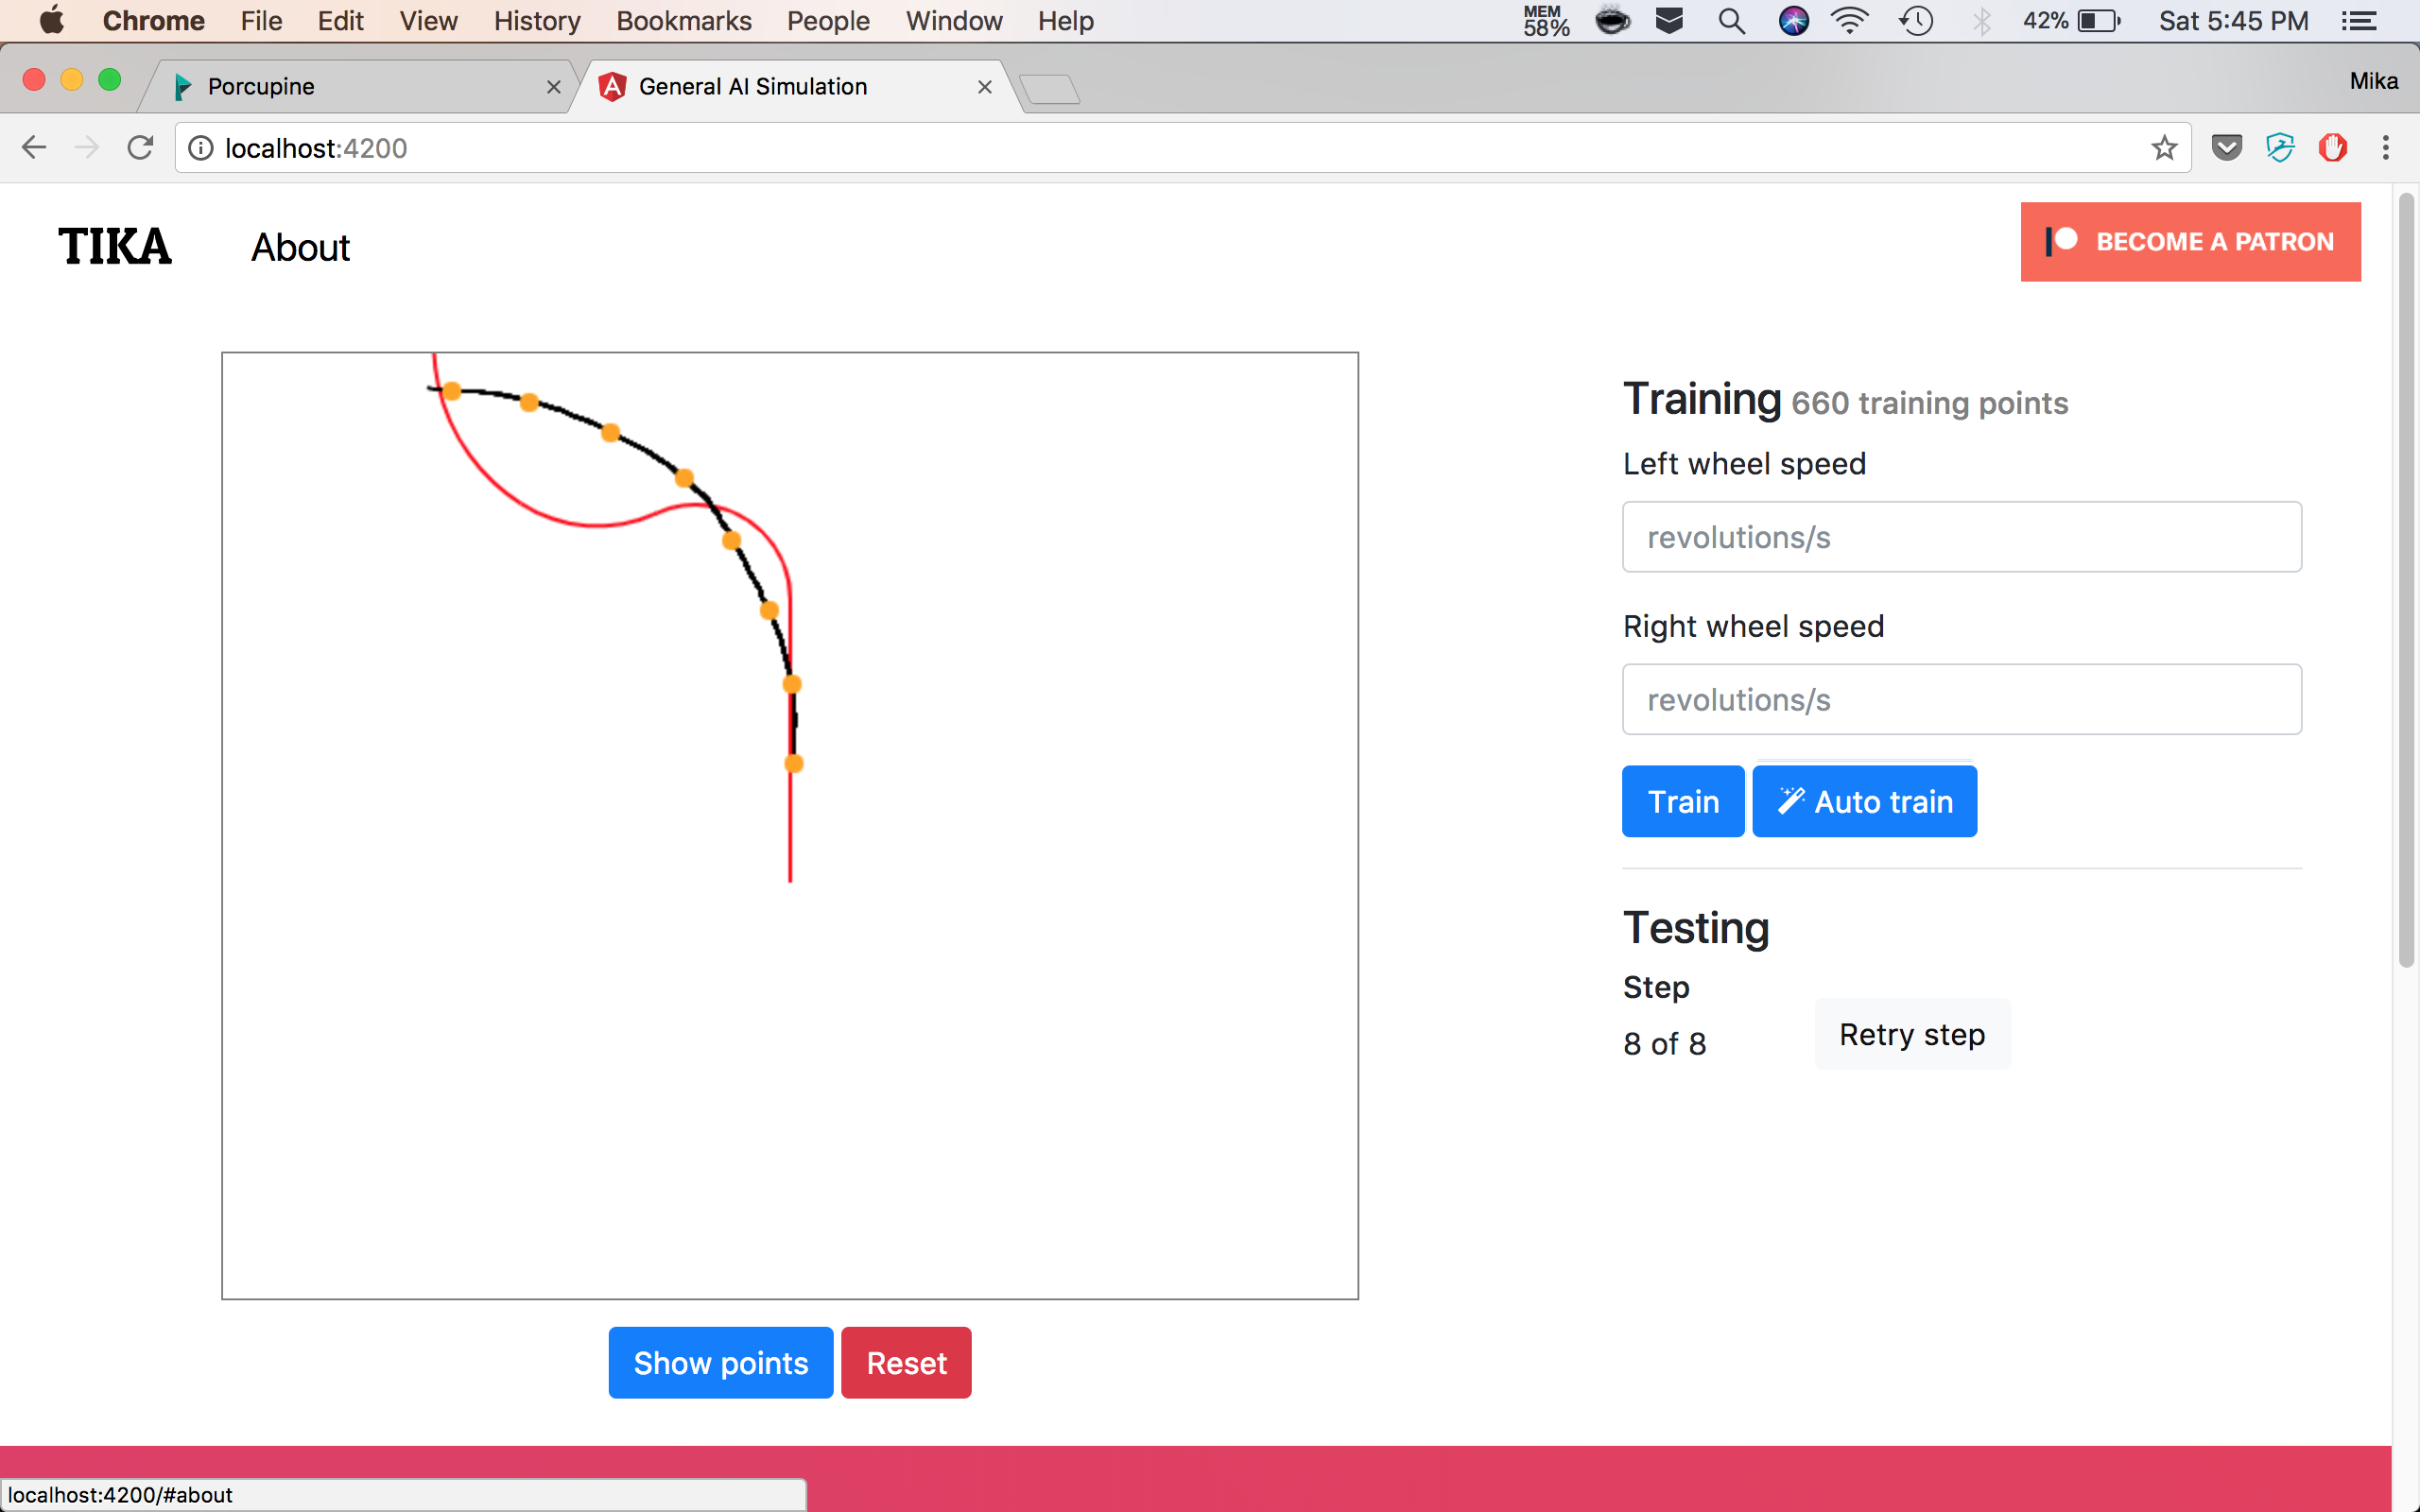 Chrome File Edit View History Bookmarks People Window Help MEM 58% 42% Sat 5:45 PM
Porcupine General AI Simulation Mika
localhost:4200
TIKA About BECOME A PATRON
Training 660 training points
Left wheel speed
revolutions/s
Right wheel speed
revolutions/s
Train Auto train
Testing
Step
8 of 8 Retry step
Show points Reset
localhost:4200/#about